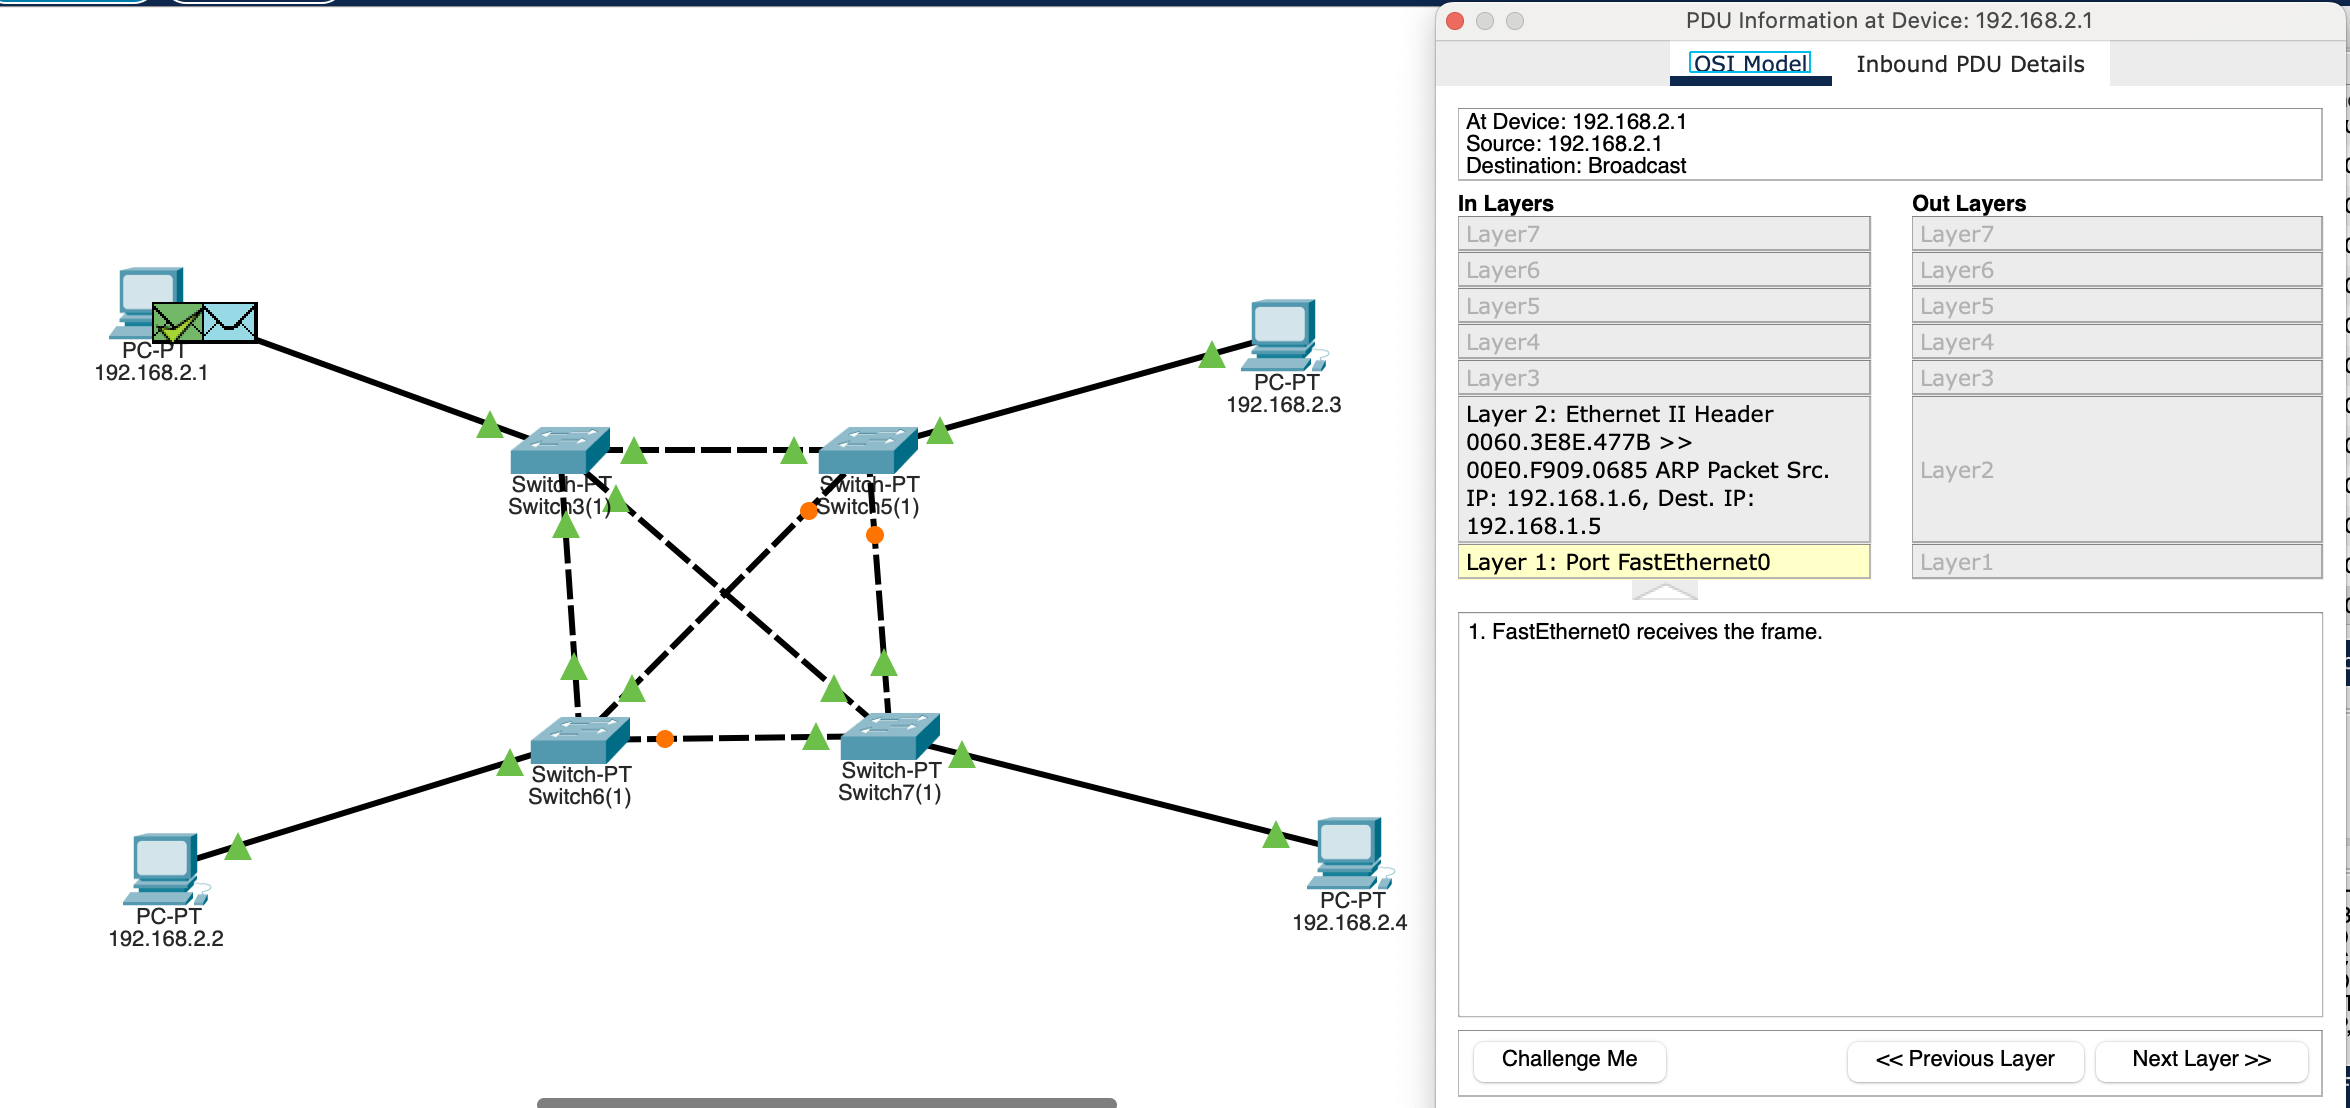 PDU Information at Device: 192.168.2.1
OSI Model
Inbound PDU Details
At Device: 192.168.2.1
Source: 192.168.2.1
Destination: Broadcast
In Layers
Out Layers
Layer7
Layer7
Layer6
Layer6
Layer5
Layer5
Layer4
Layer4
Layer3
Layer3
Layer 2: Ethernet II Header
0060.3E8E.477B >>
00E0.F909.0685 ARP Packet Src.
IP: 192.168.1.6, Dest. IP:
192.168.1.5
Layer2
Layer 1: Port FastEthernet0
Layer1
1. FastEthernet0 receives the frame.
Challenge Me
<< Previous Layer
Next Layer >>
PC-PT
192.168.2.1
PC-PT
192.168.2.3
Switch-PT
Switch3(1)
Switch-PT
Switch5(1)
Switch-PT
Switch6(1)
Switch-PT
Switch7(1)
PC-PT
192.168.2.2
PC-PT
192.168.2.4